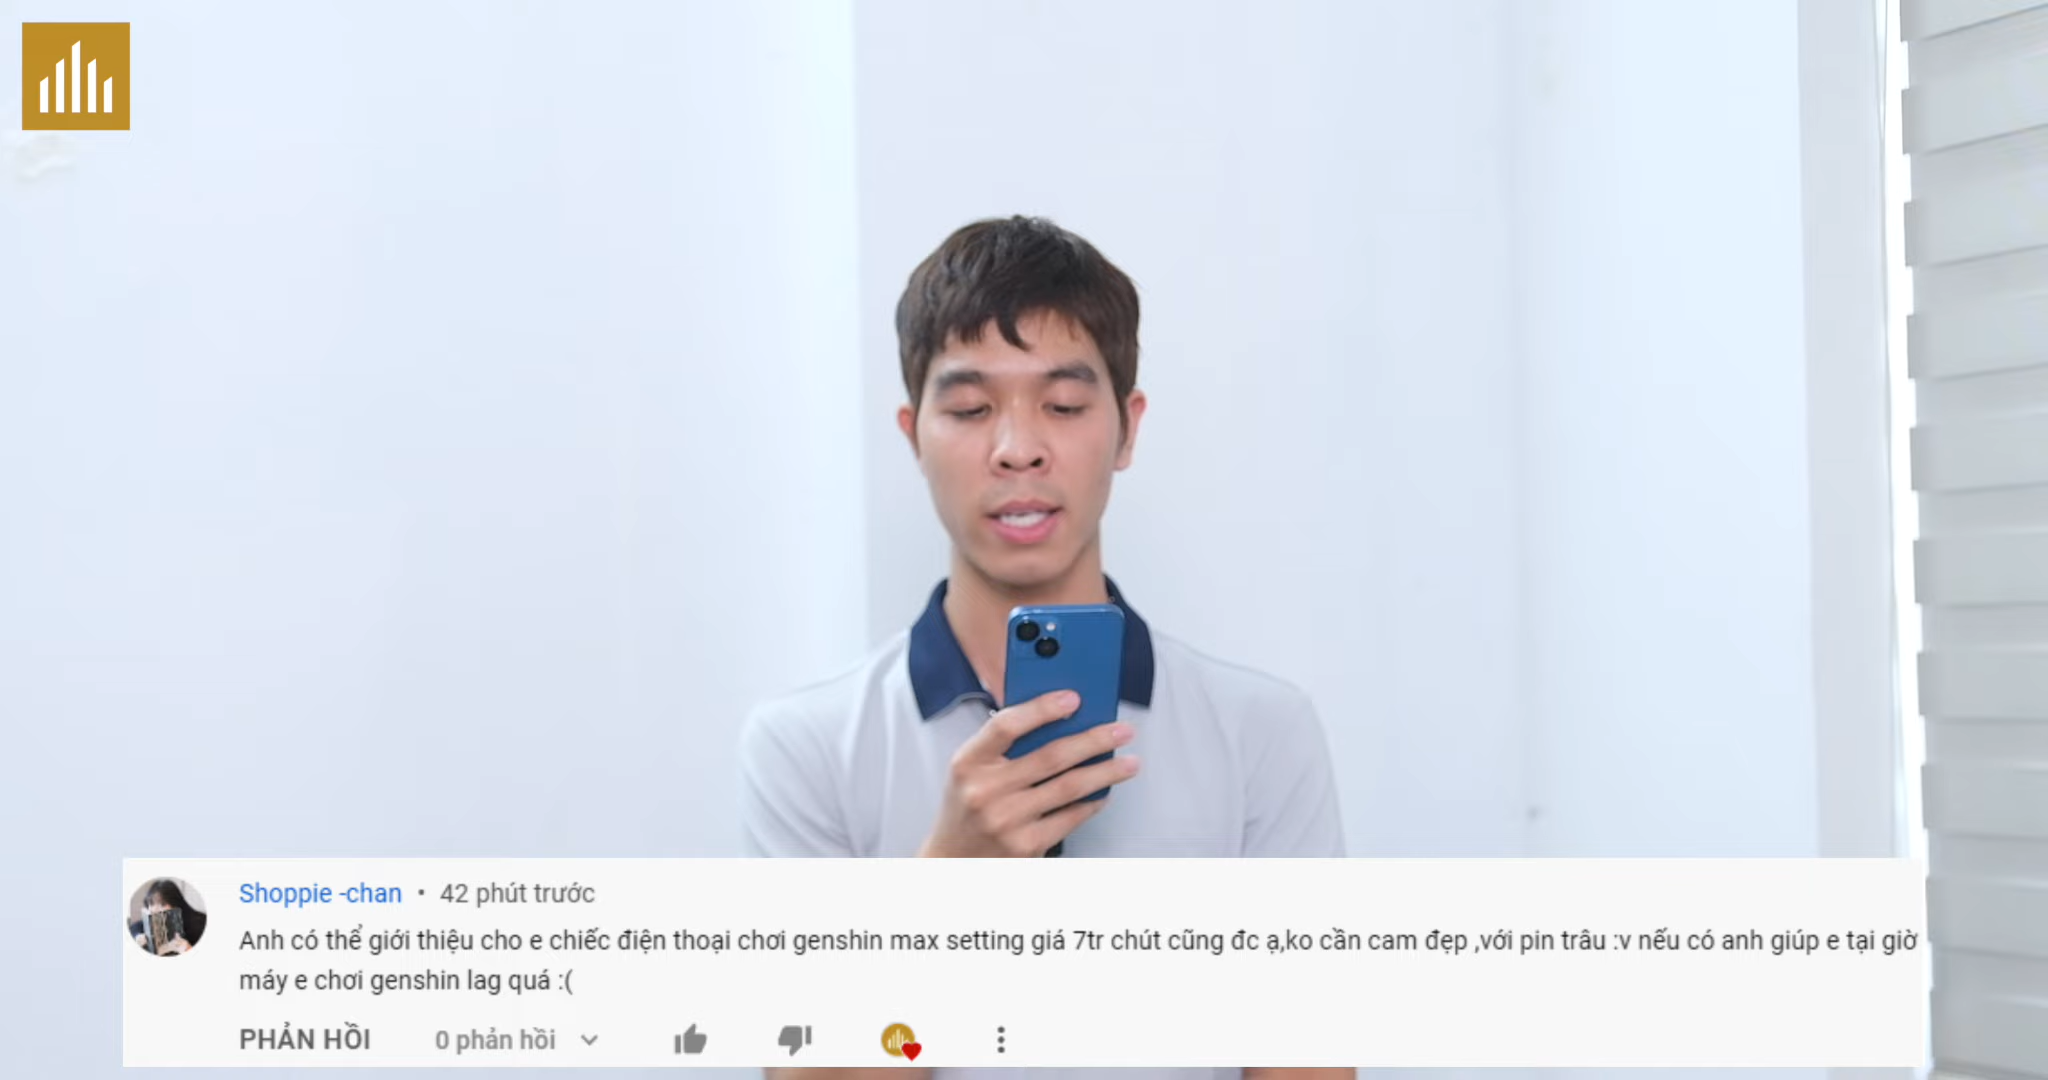 Shoppie -chan • 42 phút trước
Anh có thể giới thiệu cho e chiếc điện thoại chơi genshin max setting giá 7tr chút cũng đc ạ,ko cần cam đẹp ,với pin trâu :v nếu có anh giúp e tại giờ
máy e chơi genshin lag quá :(
PHẢN HỒI 0 phản hồi